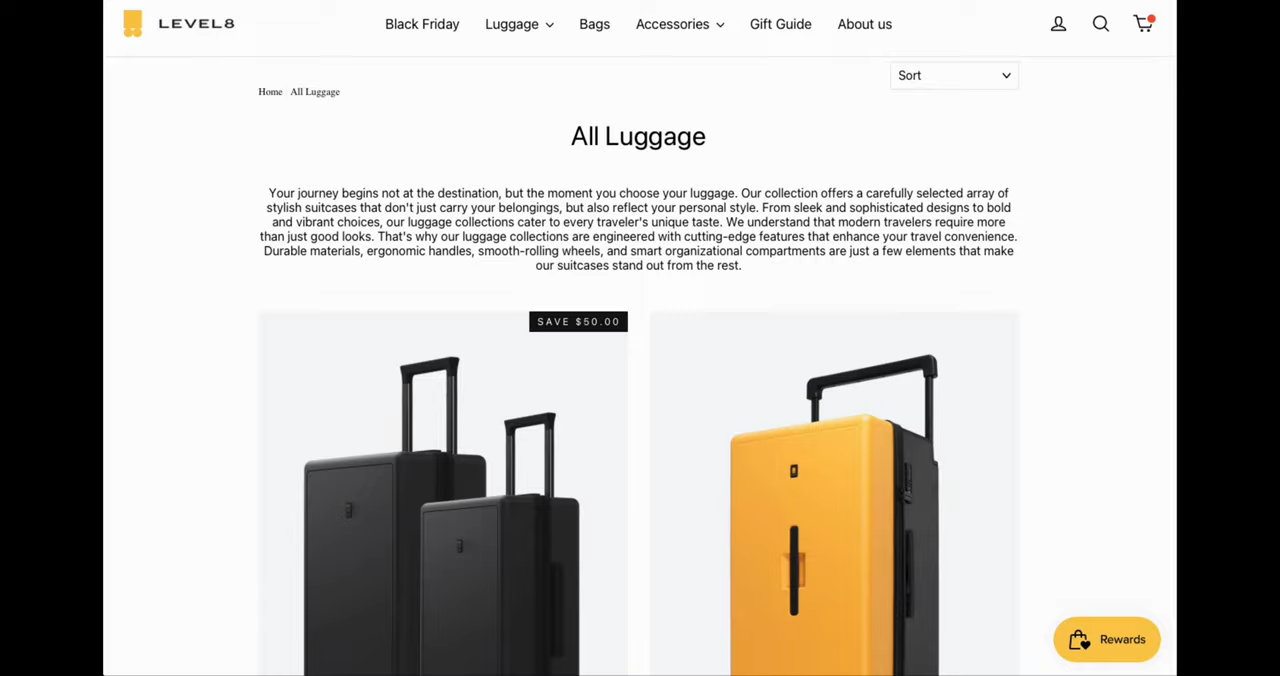 LEVEL8
Black Friday Luggage Bags Accessories Gift Guide About us
Sort
Home All Luggage
All Luggage
Your journey begins not at the destination, but the moment you choose your luggage. Our collection offers a carefully selected array of
stylish suitcases that don't just carry your belongings, but also reflect your personal style. From sleek and sophisticated designs to bold
and vibrant choices, our luggage collections cater to every traveler's unique taste. We understand that modern travelers require more
than just good looks. That's why our luggage collections are engineered with cutting-edge features that enhance your travel convenience.
Durable materials, ergonomic handles, smooth-rolling wheels, and smart organizational compartments are just a few elements that make
our suitcases stand out from the rest.
SAVE $50.00
Rewards